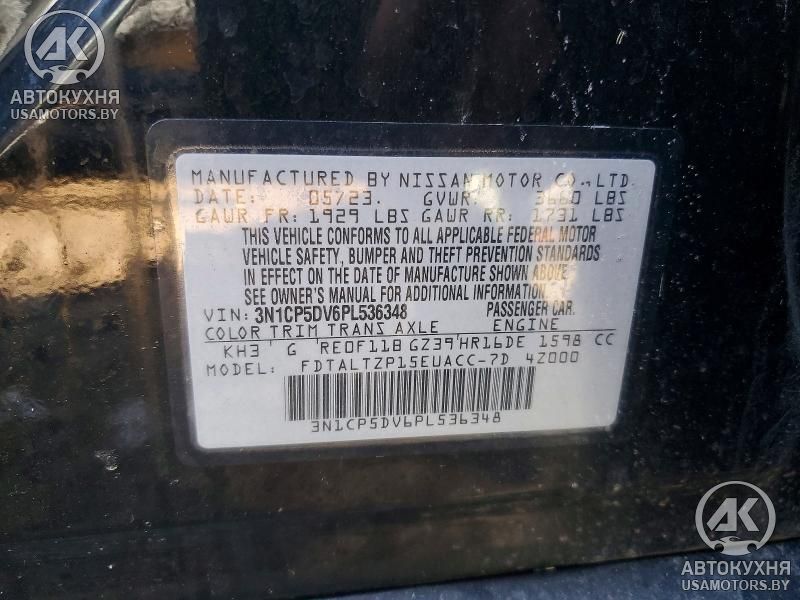 AK
АВТОКУХНЯ
USAMOTORS.BY
MANUFACTURED BY NISSAN MOTOR CO., LTD.
DATE: 05/23. GVWR: 3660 LBS
GAWR FR: 1929 LBS GAWR RR: 1731 LBS
THIS VEHICLE CONFORMS TO ALL APPLICABLE FEDERAL MOTOR
VEHICLE SAFETY, BUMPER AND THEFT PREVENTION STANDARDS
IN EFFECT ON THE DATE OF MANUFACTURE SHOWN ABOVE.
SEE OWNER'S MANUAL FOR ADDITIONAL INFORMATION.
VIN: 3N1CP5DV6PL536348 PASSENGER CAR.
COLOR TRIM TRANS AXLE ENGINE
KH3 G RE0F11B GZ39 HR16DE 1598 CC
MODEL: FDTALTZP15EUACC-7D 4Z000
3N1CP5DV6PL536348
AK
АВТОКУХНЯ
USAMOTORS.BY